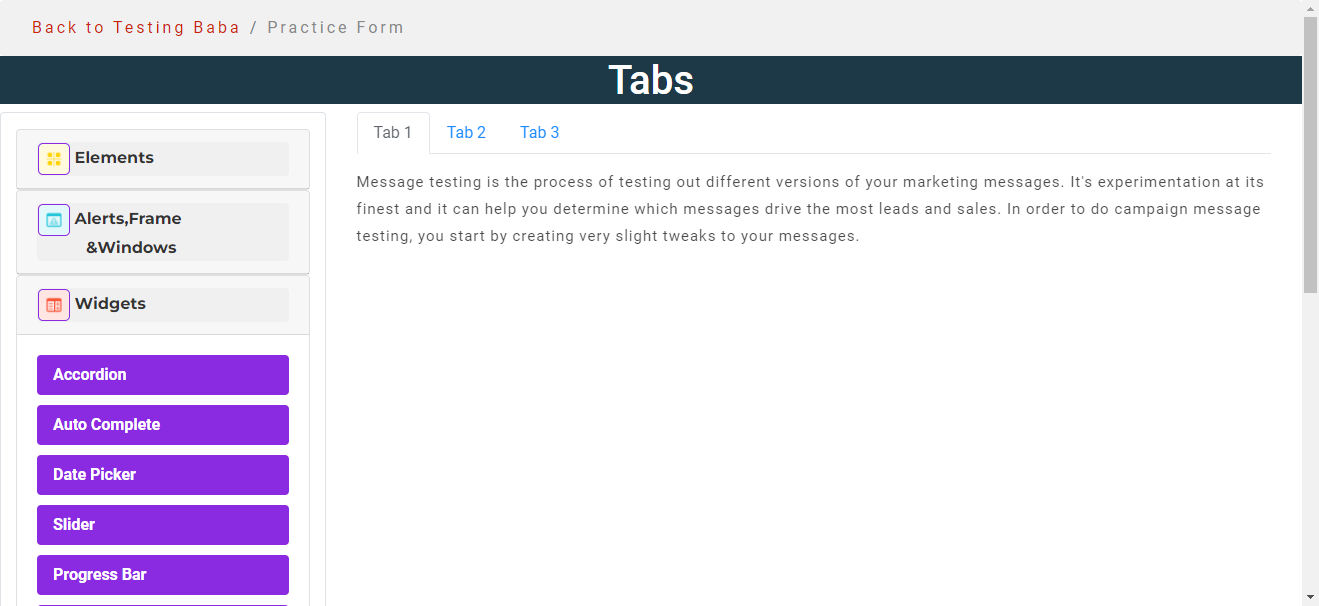 Back to Testing Baba / Practice Form
Tabs
Elements
Alerts,Frame
&Windows
Widgets
Accordion
Auto Complete
Date Picker
Slider
Progress Bar
Tab 1 Tab 2 Tab 3
Message testing is the process of testing out different versions of your marketing messages. It's experimentation at its
finest and it can help you determine which messages drive the most leads and sales. In order to do campaign message
testing, you start by creating very slight tweaks to your messages.